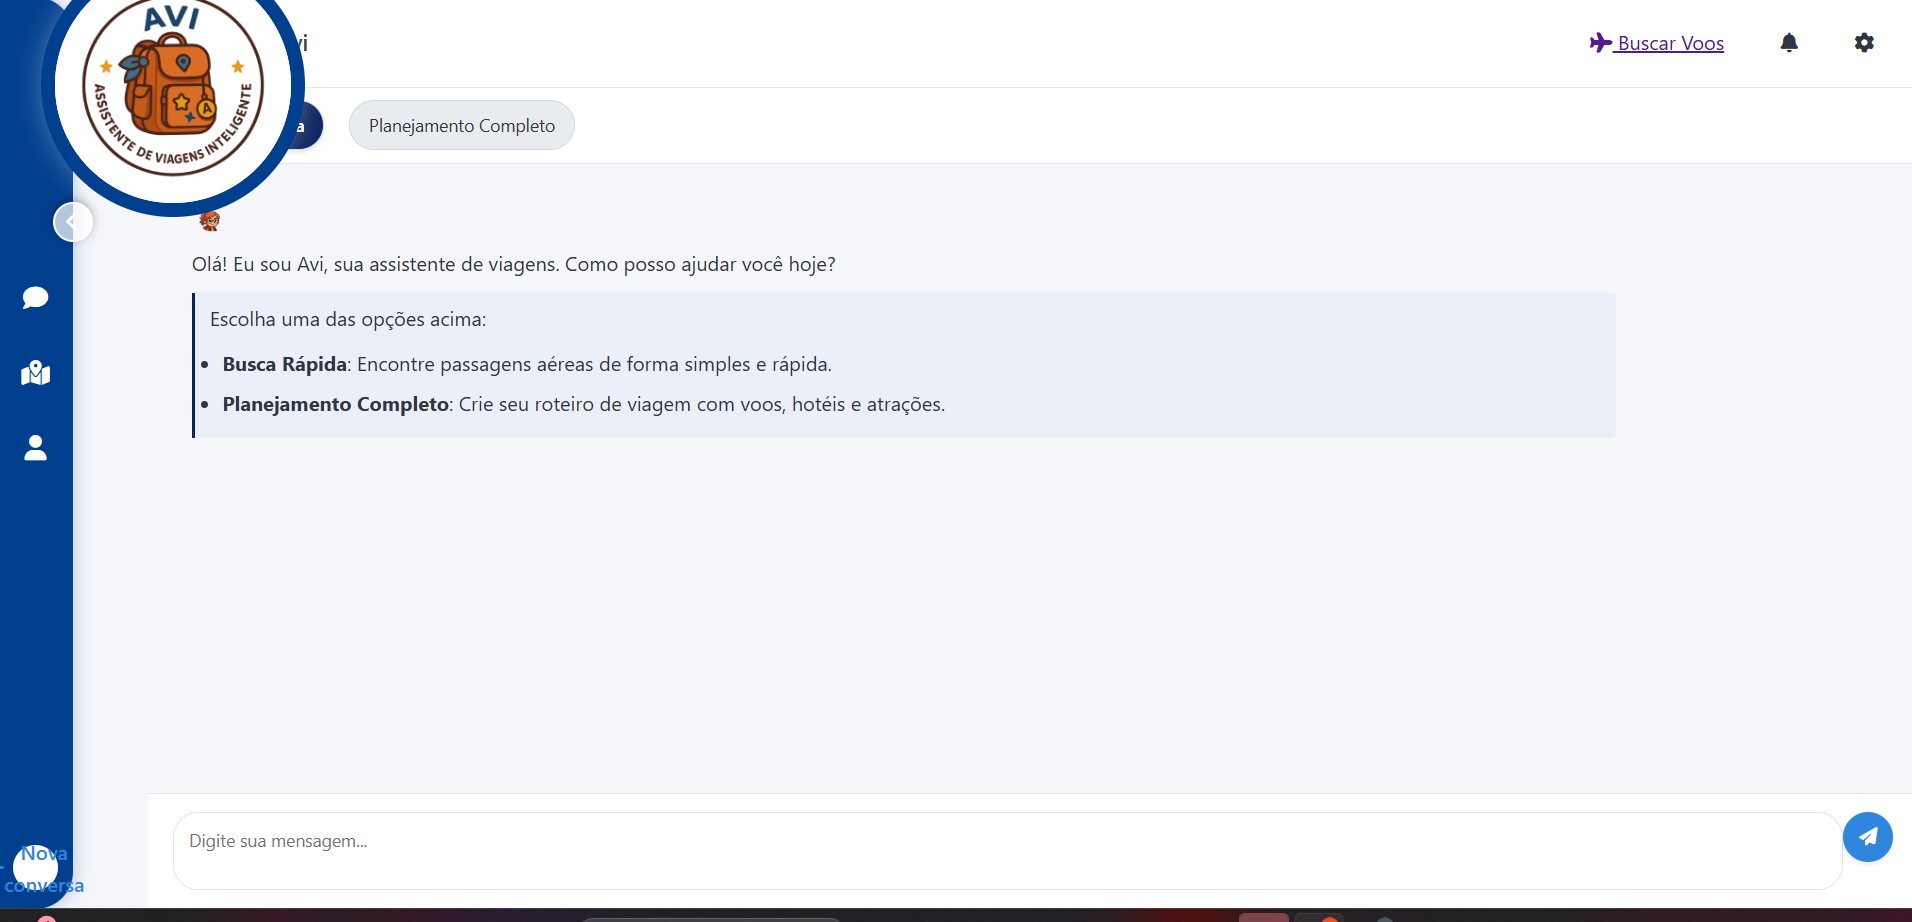 AVI
ASSISTENTE DE VIAGENS INTELIGENTE
Buscar Voos
Planejamento Completo
Olá! Eu sou Avi, sua assistente de viagens. Como posso ajudar você hoje?
Escolha uma das opções acima:
• Busca Rápida: Encontre passagens aéreas de forma simples e rápida.
• Planejamento Completo: Crie seu roteiro de viagem com voos, hotéis e atrações.
Digite sua mensagem...
Nova
conversa